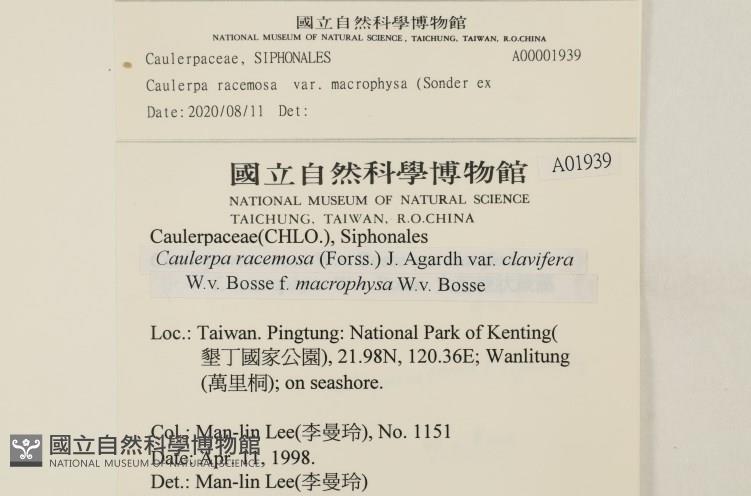 國立自然科學博物館
NATIONAL MUSEUM OF NATURAL SCIENCE, TAICHUNG, TAIWAN, R.O.CHINA
Caulerpaceae, SIPHONALES A00001939
Caulerpa racemosa var. macrophysa (Sonder ex
Date:2020/08/11 Det:
國立自然科學博物館 A01939
NATIONAL MUSEUM OF NATURAL SCIENCE
TAICHUNG, TAIWAN, R.O.CHINA
Caulerpaceae(CHLO.), Siphonales
Caulerpa racemosa (Forss.) J. Agardh var. clavifera
W.v. Bosse f. macrophysa W.v. Bosse
Loc.: Taiwan. Pingtung: National Park of Kenting(
墾丁國家公園), 21.98N, 120.36E; Wanlitung
(萬里桐); on seashore.
Col.: Man-lin Lee(李曼玲), No. 1151
Date: Apr. 11, 1998.
Det.: Man-lin Lee(李曼玲)
國立自然科學博物館
NATIONAL MUSEUM OF NATURAL SCIENCE